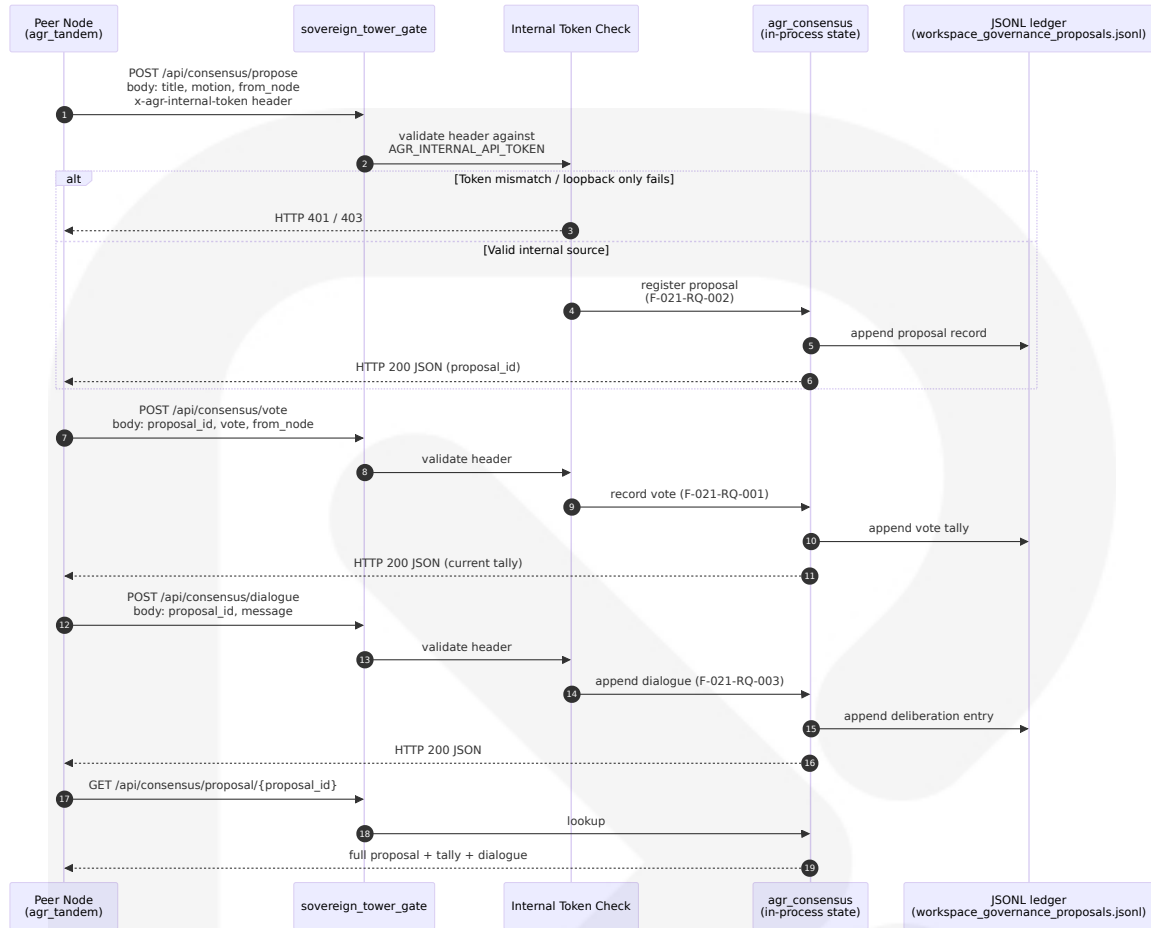 Peer Node
(agr_tandem)
sovereign_tower_gate
Internal Token Check
agr_consensus
(in-process state)
JSONL ledger
(workspace_governance_proposals.jsonl)
POST /api/consensus/propose
body: title, motion, from_node
x-agr-internal-token header
1
validate header against
AGR_INTERNAL_API_TOKEN
2
alt
[Token mismatch / loopback only fails]
HTTP 401 / 403
3
[Valid internal source]
register proposal
(F-021-RQ-002)
4
append proposal record
5
HTTP 200 JSON (proposal_id)
6
POST /api/consensus/vote
body: proposal_id, vote, from_node
7
validate header
8
record vote (F-021-RQ-001)
9
append vote tally
10
HTTP 200 JSON (current tally)
11
POST /api/consensus/dialogue
body: proposal_id, message
12
validate header
13
append dialogue (F-021-RQ-003)
14
append deliberation entry
15
HTTP 200 JSON
16
GET /api/consensus/proposal/{proposal_id}
17
lookup
18
full proposal + tally + dialogue
19
Peer Node
(agr_tandem)
sovereign_tower_gate
Internal Token Check
agr_consensus
(in-process state)
JSONL ledger
(workspace_governance_proposals.jsonl)